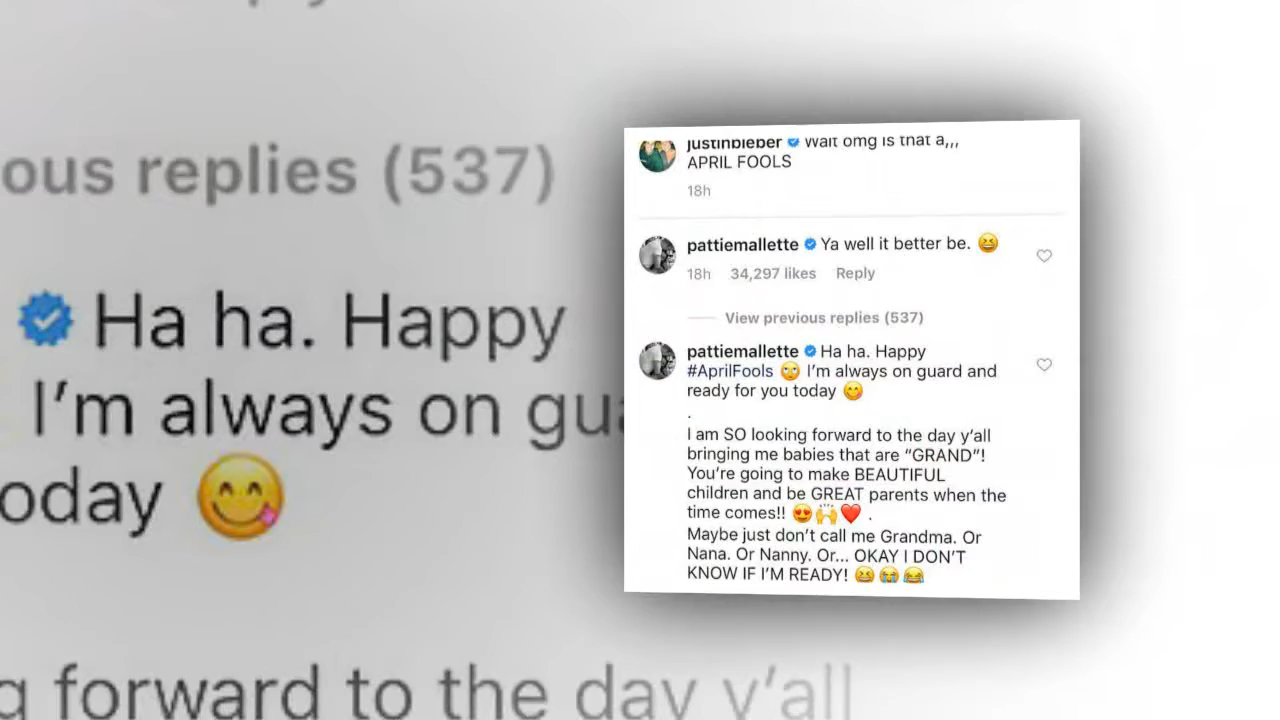 ous replies (537)
Ha ha. Happy
I’m always on gu
oday 😋
g forward to the day y’all
justinbieber wait omg is that a,,,
APRIL FOOLS
18h
pattiemallette Ya well it better be. 😆
18h 34,297 likes Reply
View previous replies (537)
pattiemallette Ha ha. Happy
#AprilFools 🙄 I’m always on guard and
ready for you today 😋
.
I am SO looking forward to the day y’all
bringing me babies that are “GRAND”!
You’re going to make BEAUTIFUL
children and be GREAT parents when the
time comes!! 😍🙌❤️ .
Maybe just don’t call me Grandma. Or
Nana. Or Nanny. Or... OKAY I DON’T
KNOW IF I’M READY! 😆😭😂